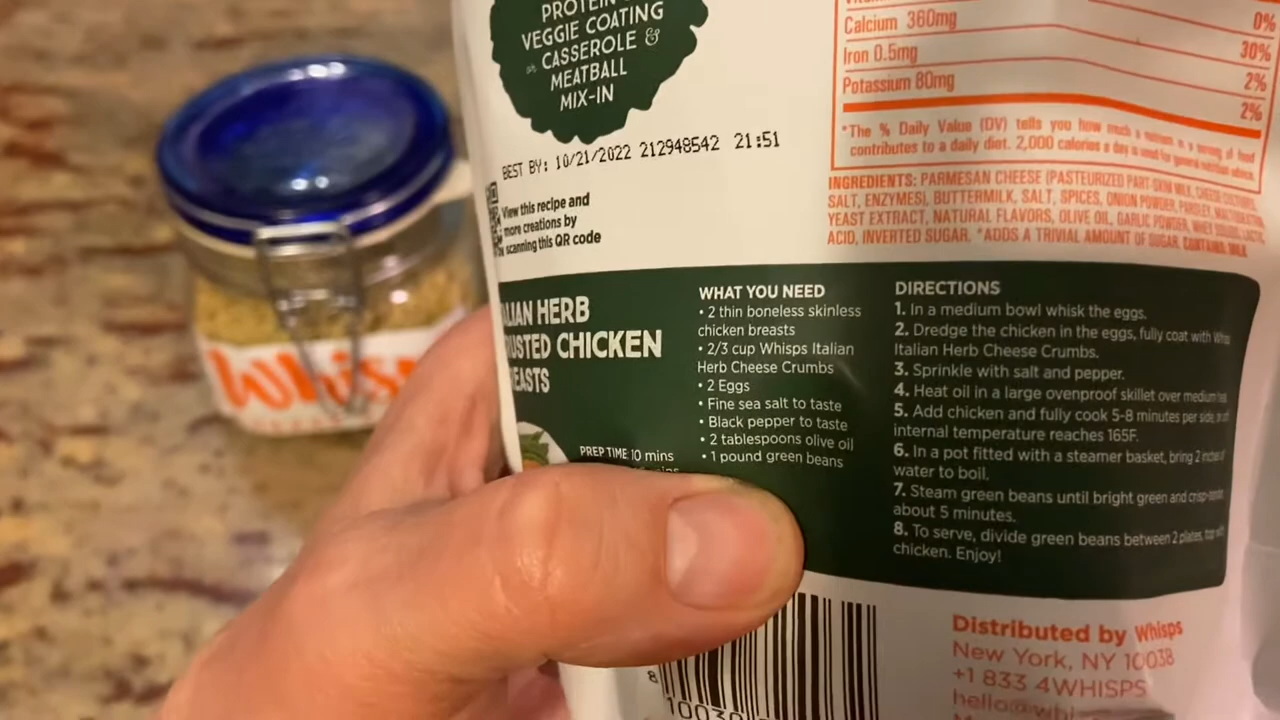 PROTEIN
VEGGIE COATING
or CASSEROLE &
MEATBALL
MIX-IN
BEST BY: 10/21/2022 212948542 21:51
View this recipe and
more creations by
scanning this QR code
0%
Calcium 360mg 30%
Iron 0.5mg 2%
Potassium 80mg 2%
*The % Daily Value (DV) tells you how much a nutrient in a serving of food
contributes to a daily diet. 2,000 calories a day is used for general nutrition advice.
INGREDIENTS: PARMESAN CHEESE (PASTEURIZED PART-SKIM MILK, CHEESE CULTURES,
SALT, ENZYMES), BUTTERMILK, SALT, SPICES, ONION POWDER, PARSLEY,
YEAST EXTRACT, NATURAL FLAVORS, OLIVE OIL, GARLIC POWDER, WHEY SOLIDS, LACTIC
ACID, INVERTED SUGAR. *ADDS A TRIVIAL AMOUNT OF SUGAR. CONTAINS: MILK.
LIAN HERB
USTED CHICKEN
EASTS
PREP TIME 10 mins
WHAT YOU NEED
• 2 thin boneless skinless
chicken breasts
• 2/3 cup Whisps Italian
Herb Cheese Crumbs
• 2 Eggs
• Fine sea salt to taste
• Black pepper to taste
• 2 tablespoons olive oil
• 1 pound green beans
DIRECTIONS
1. In a medium bowl whisk the eggs.
2. Dredge the chicken in the eggs, fully coat with Whis
Italian Herb Cheese Crumbs.
3. Sprinkle with salt and pepper.
4. Heat oil in a large ovenproof skillet over medium
5. Add chicken and fully cook 5-8 minutes per side,
internal temperature reaches 165F.
6. In a pot fitted with a steamer basket, bring 2 inches
water to boil.
7. Steam green beans until bright green and crisp-
about 5 minutes.
8. To serve, divide green beans between 2 plates, top
chicken. Enjoy!
Distributed by Whisps
New York, NY 10038
+1 833 4WHISPS
hello@whi
8
10030
Whisp